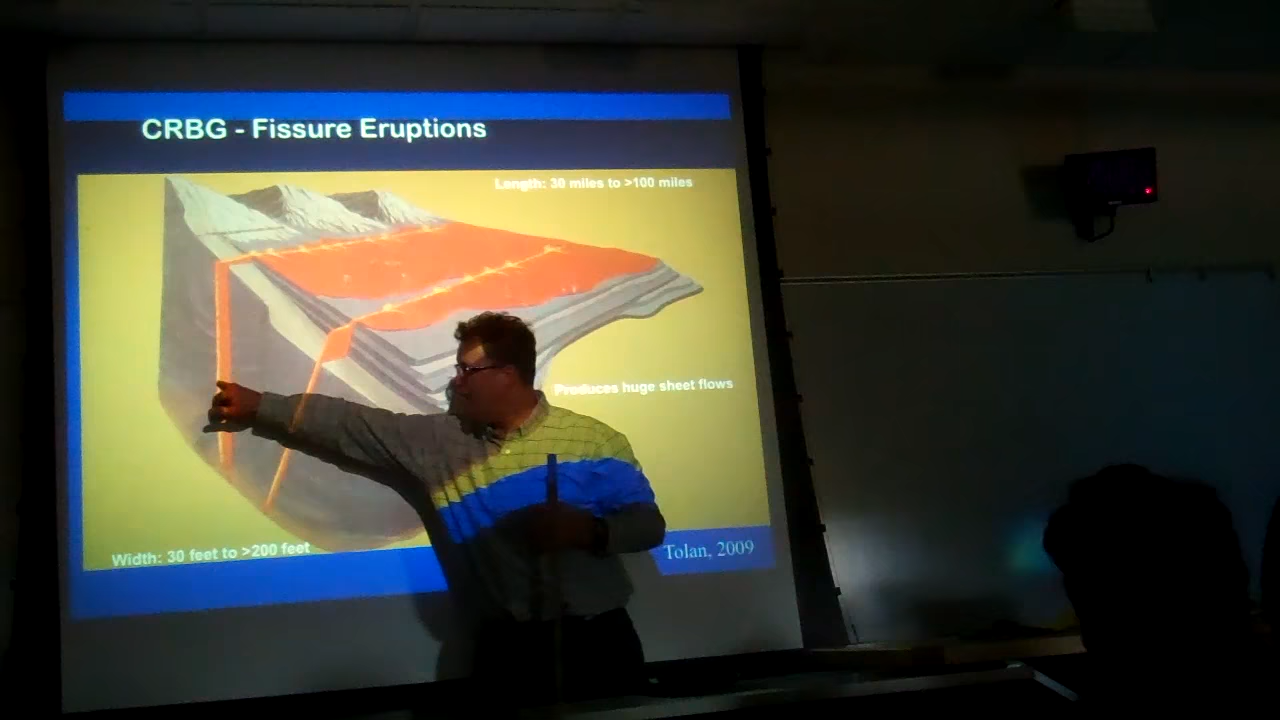 CRBG - Fissure Eruptions
Length: 30 miles to >100 miles
Produces huge sheet flows
Width: 30 feet to >200 feet
Tolan, 2009